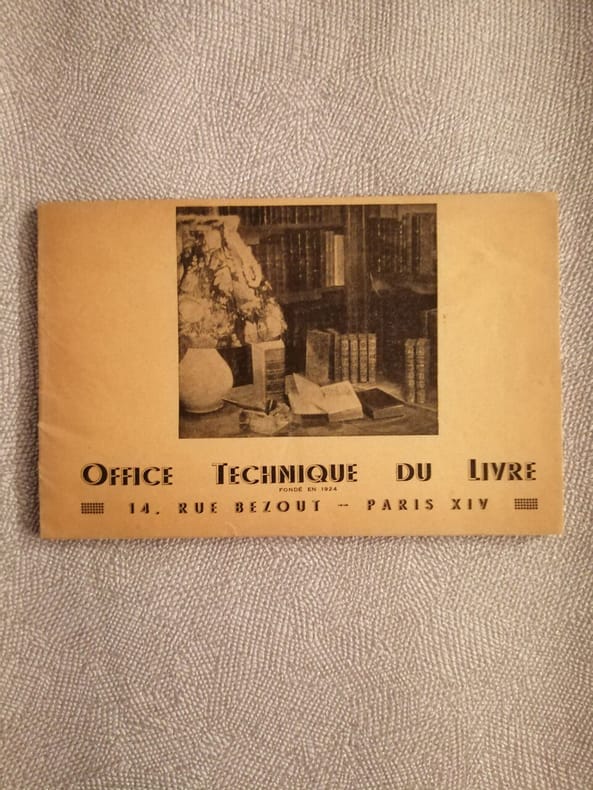 OFFICE TECHNIQUE DU LIVRE
FONDÉ EN 1924
14. RUE BEZOUT — PARIS XIV